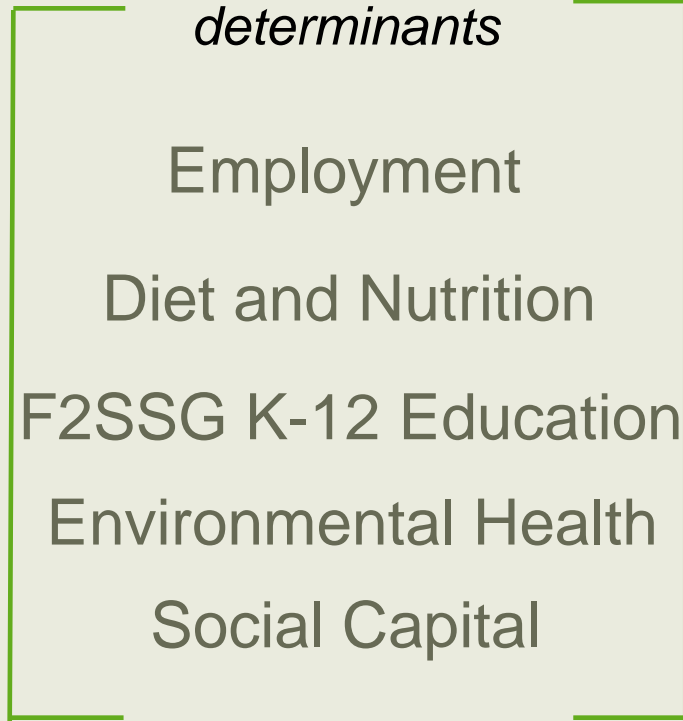 determinants
Employment
Diet and Nutrition
F2SSG K-12 Education
Environmental Health
Social Capital